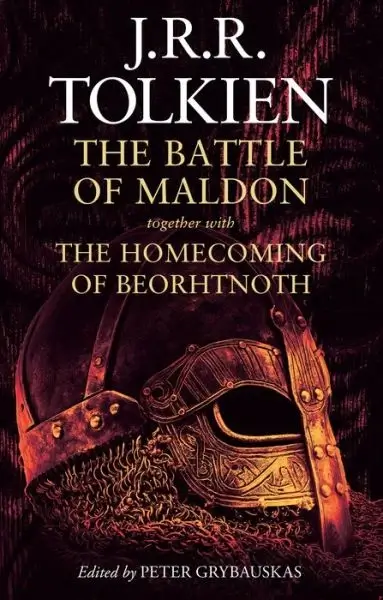 J.R.R.
TOLKIEN
THE BATTLE
OF MALDON
together with
THE HOMECOMING
OF BEORHTNOTH
Edited by PETER GRYBAUSKAS